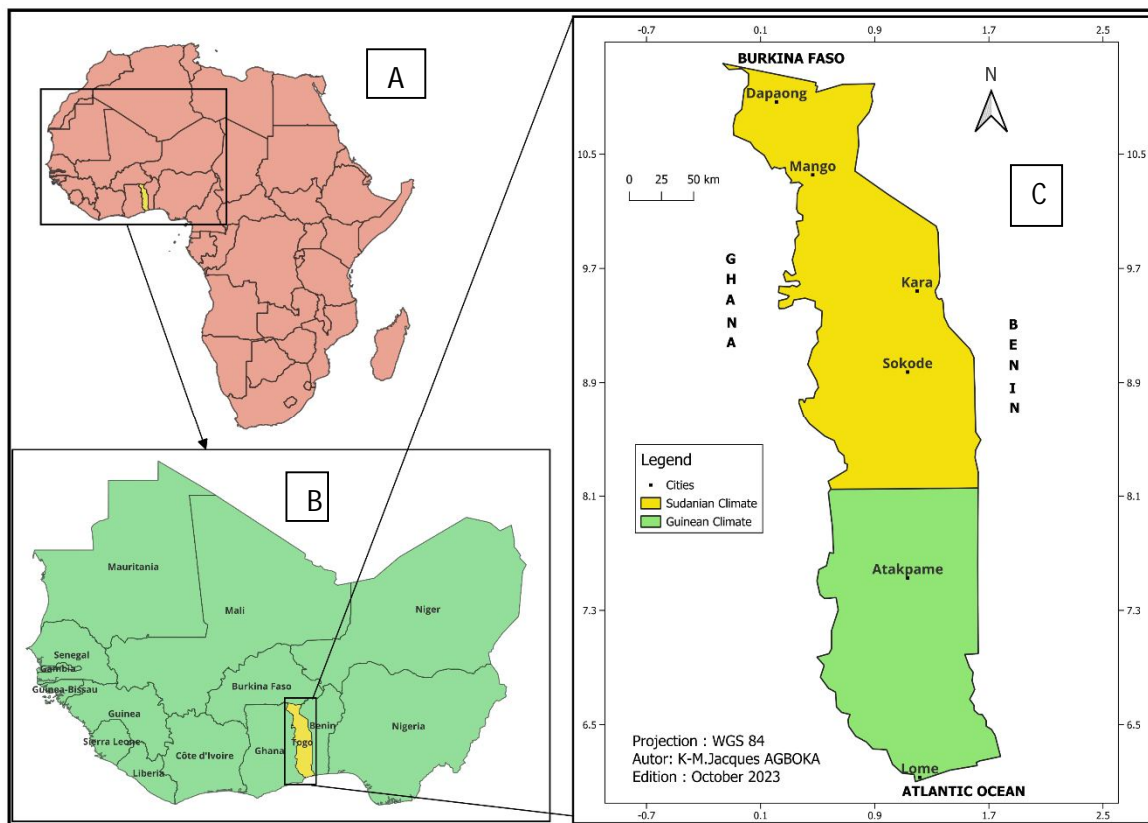 A
B
Mauritania
Mali
Niger
Senegal
Gambia
Guinea-Bissau
Burkina Faso
Guinea
Benin
Nigeria
Sierra Leone
Côte d'Ivoire
Ghana
Togo
Liberia
-0.7
0.1
0.9
1.7
2.5
BURKINA FASO
N
Dapaong
10.5
10.5
Mango
0 25 50 km
C
GHANA
9.7
9.7
Kara
BENIN
Sokode
8.9
8.9
Legend
Cities
Sudanian Climate
Guinean Climate
8.1
8.1
Atakpame
7.3
7.3
6.5
6.5
Projection : WGS 84
Autor: K-M.Jacques AGBOKA
Edition : October 2023
Lome
ATLANTIC OCEAN
-0.7
0.1
0.9
1.7
2.5